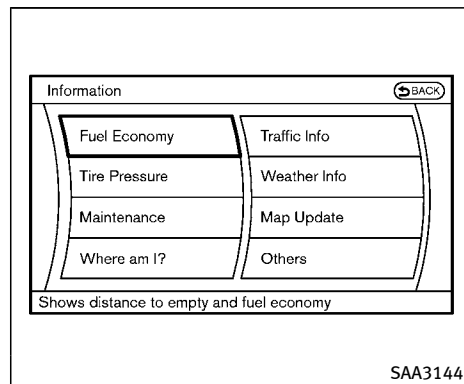 Information
BACK
Fuel Economy
Traffic Info
Tire Pressure
Weather Info
Maintenance
Map Update
Where am I?
Others
Shows distance to empty and fuel economy
SAA3144